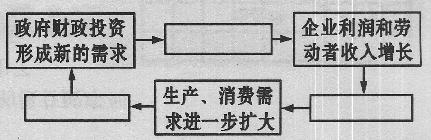 政府财政投资
形成新的需求
企业利润和劳
动者收入增长
生产、消费需
求进一步扩大